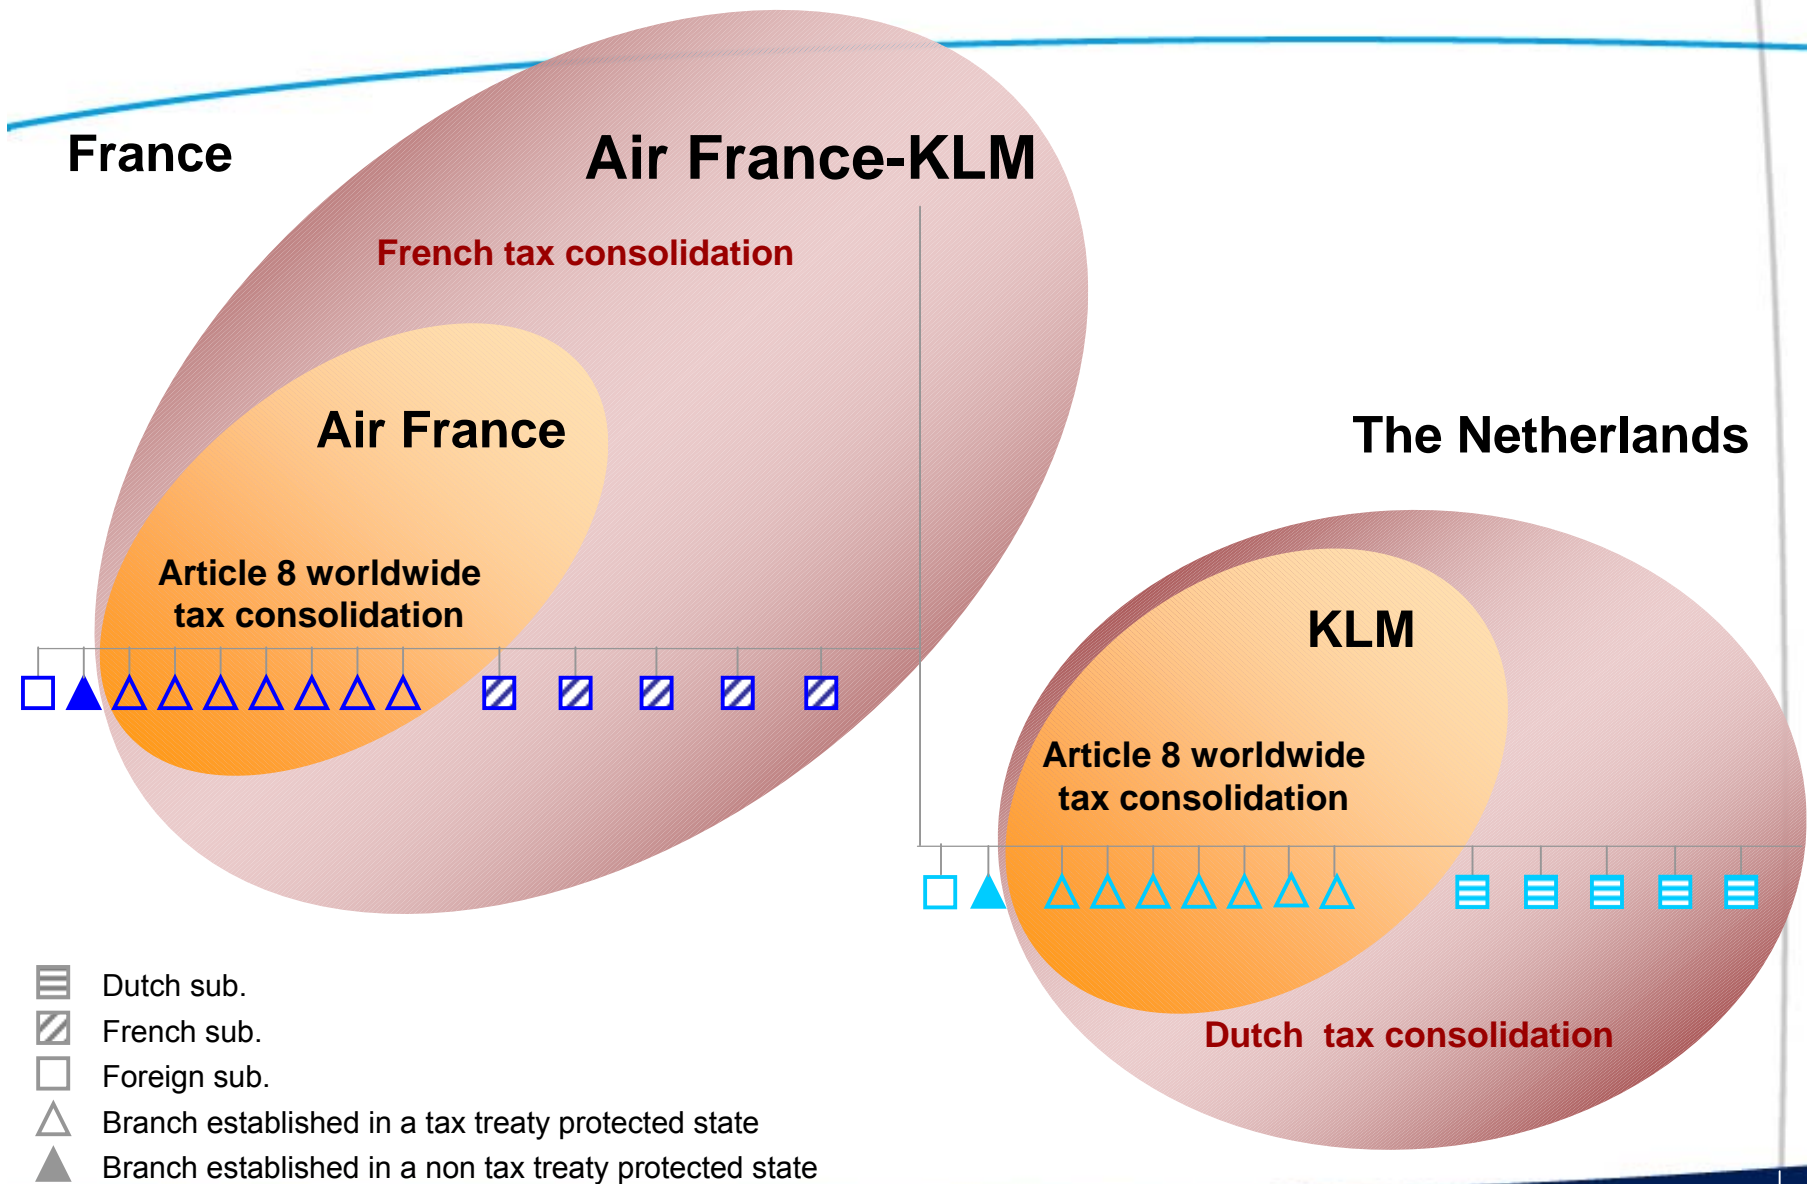 France
Air France-KLM
French tax consolidation
Air France
The Netherlands
Article 8 worldwide
tax consolidation
KLM
Article 8 worldwide
tax consolidation
Dutch sub.
French sub.
Foreign sub.
Branch established in a tax treaty protected state
Branch established in a non tax treaty protected state
Dutch  tax consolidation